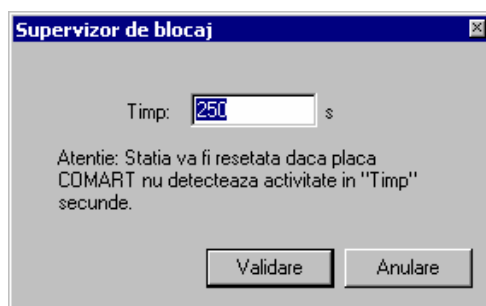 Supervizor de blocaj
Timp: 250 s
Atentie: Statia va fi resetata daca placa
COMART nu detecteaza activitate in "Timp"
secunde.
Validare Anulare